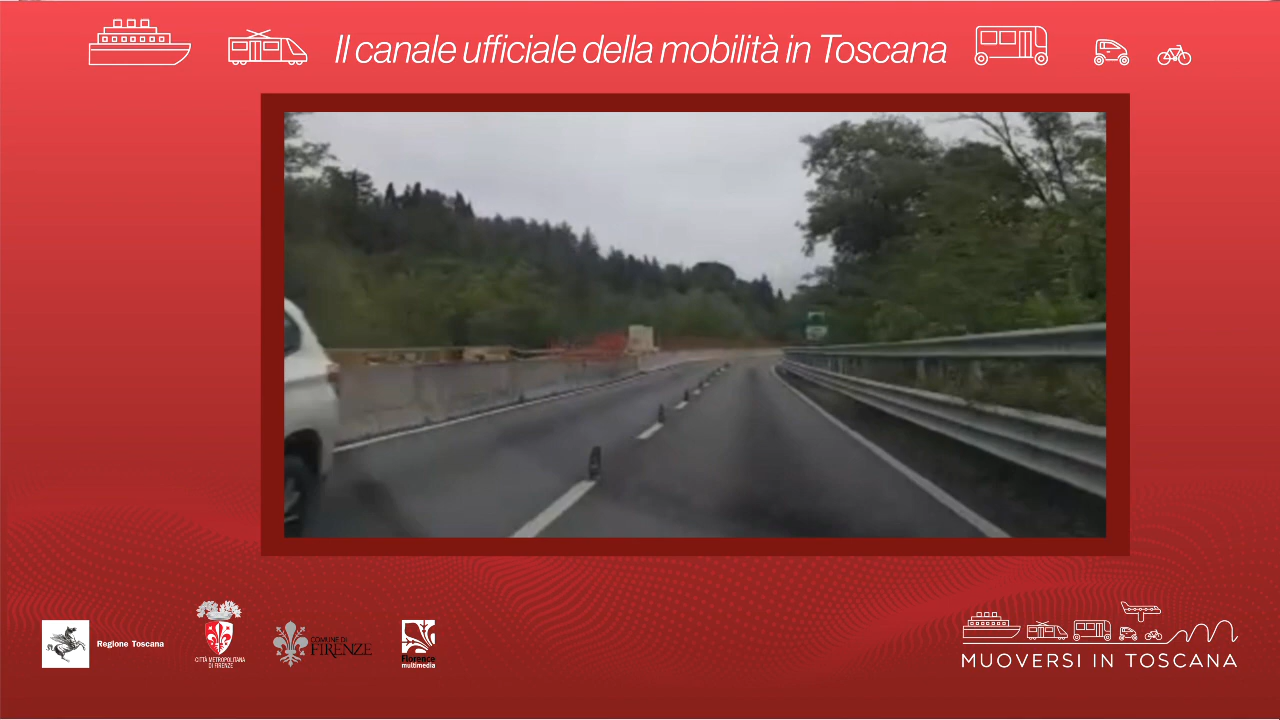 Il canale ufficiale della mobilità in Toscana
Regione Toscana
CITTÀ METROPOLITANA
DI FIRENZE
COMUNE DI
FIRENZE
Florence
multimedia
MUOVERSI IN TOSCANA